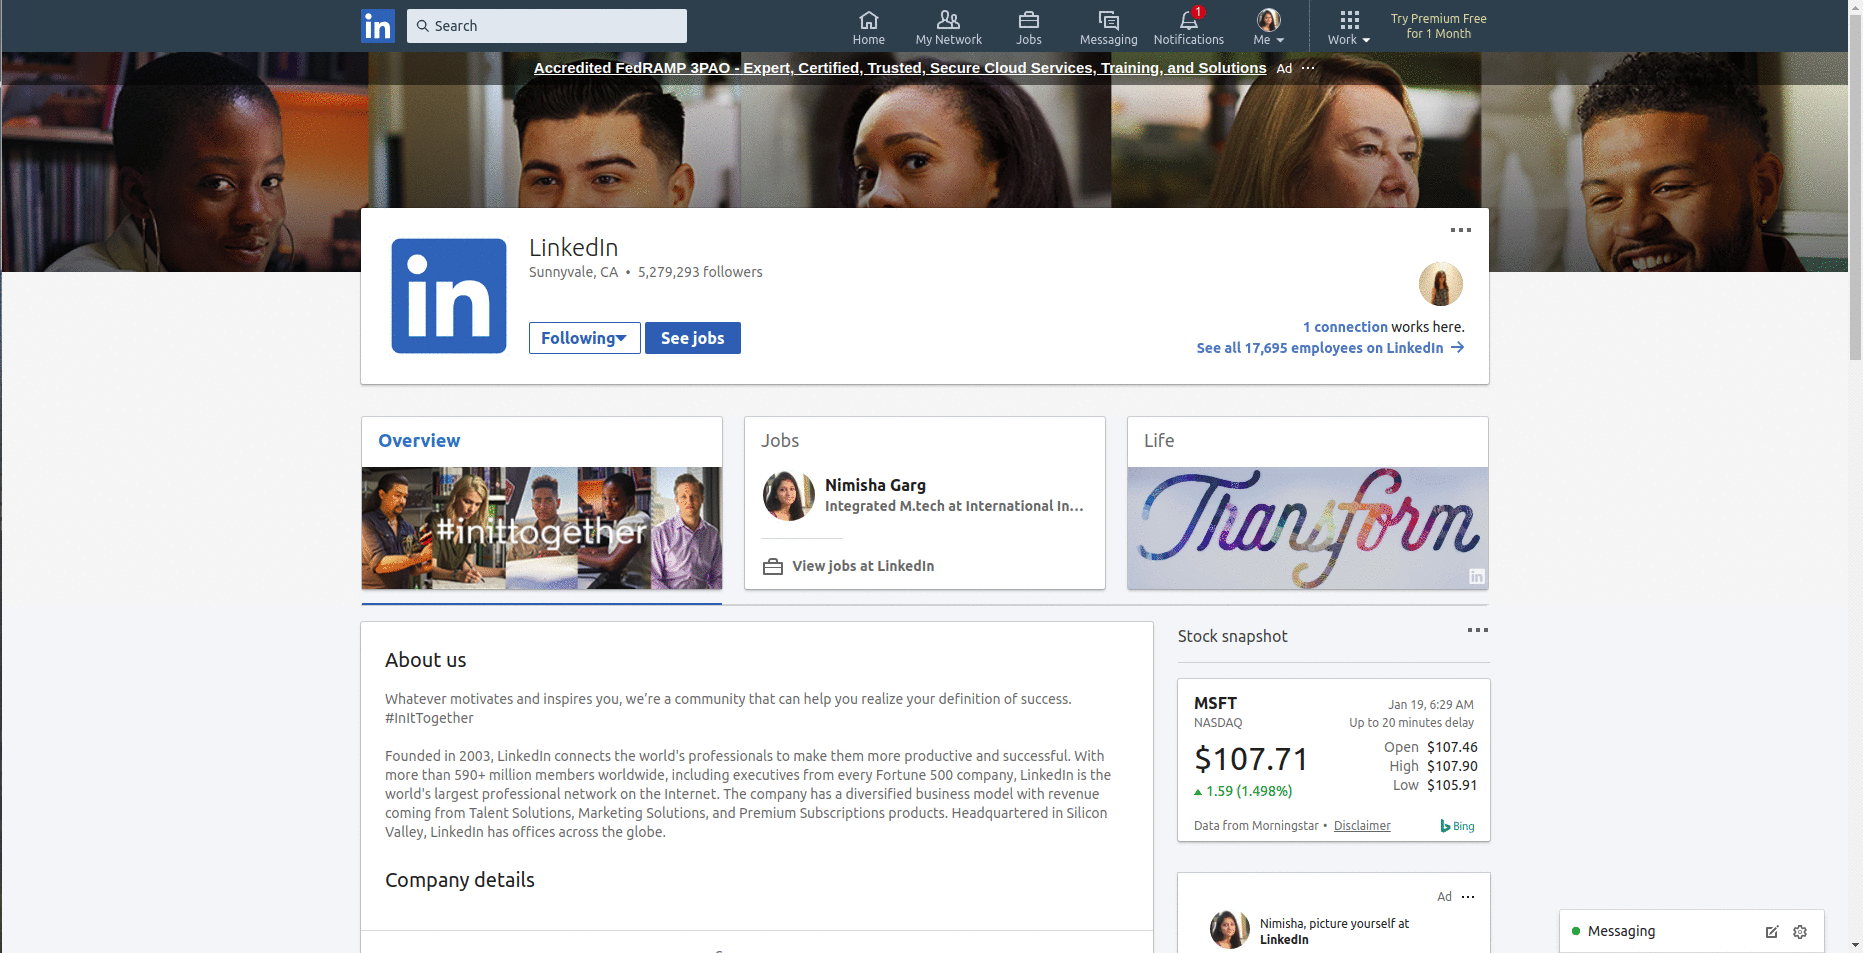 in
Search
Home
My Network
Jobs
Messaging
1
Notifications
Me
Work
Try Premium Free
for 1 Month
Accredited FedRAMP 3PAO - Expert, Certified, Trusted, Secure Cloud Services, Training, and Solutions Ad
in
LinkedIn
Sunnyvale, CA • 5,279,293 followers
Following
See jobs
1 connection works here.
See all 17,695 employees on LinkedIn
Overview
#inittogether
Jobs
Nimisha Garg
Integrated M.tech at International In...
View jobs at LinkedIn
Life
Transform
in
About us
Whatever motivates and inspires you, we’re a community that can help you realize your definition of success.
#InItTogether
Founded in 2003, LinkedIn connects the world's professionals to make them more productive and successful. With
more than 590+ million members worldwide, including executives from every Fortune 500 company, LinkedIn is the
world's largest professional network on the Internet. The company has a diversified business model with revenue
coming from Talent Solutions, Marketing Solutions, and Premium Subscriptions products. Headquartered in Silicon
Valley, LinkedIn has offices across the globe.
Company details
Stock snapshot
MSFT
Jan 19, 6:29 AM
NASDAQ
Up to 20 minutes delay
$107.71
Open $107.46
High $107.90
Low $105.91
1.59 (1.498%)
Data from Morningstar • Disclaimer
Bing
Ad
Nimisha, picture yourself at
LinkedIn
Messaging